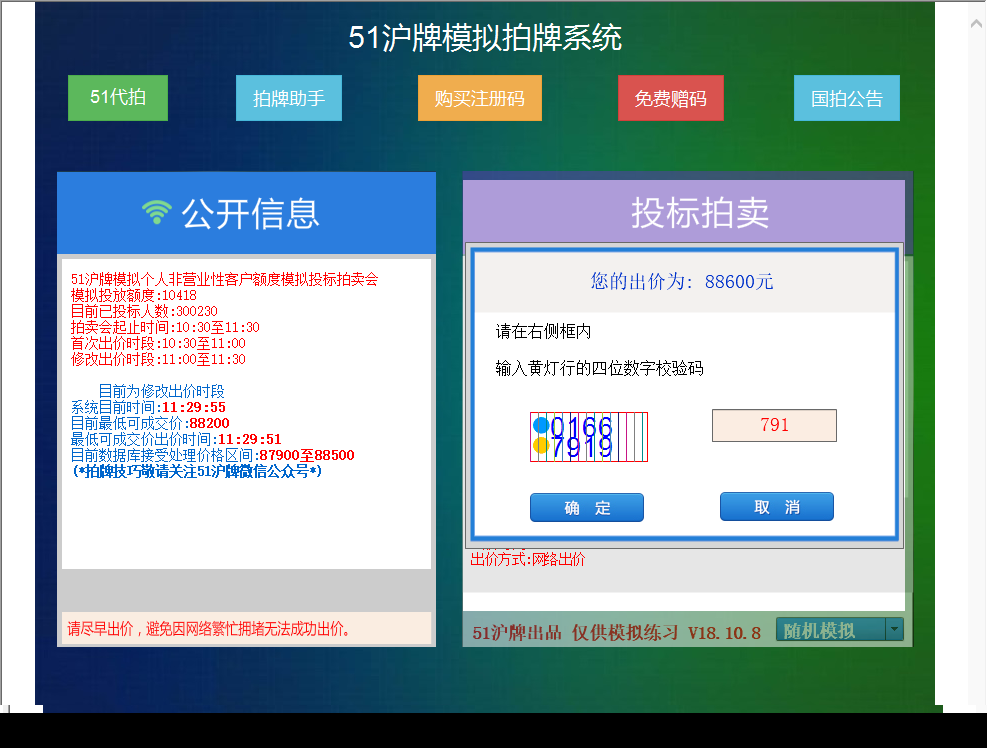 51沪牌模拟拍牌系统
51代拍
拍牌助手
购买注册码
免费赠码
国拍公告
公开信息
51沪牌模拟个人非营业性客户额度模拟投标拍卖会
模拟投放额度:10418
目前已投标人数:300230
拍卖会起止时间:10:30至11:30
首次出价时段:10:30至11:00
修改出价时段:11:00至11:30
目前为修改出价时段
系统目前时间:11:29:55
目前最低可成交价:88200
最低可成交价出价时间:11:29:51
目前数据库接受处理价格区间:87900至88500
(*拍牌技巧敬请关注51沪牌微信公众号*)
请尽早出价，避免因网络繁忙拥堵无法成功出价。
投标拍卖
您的出价为：88600元
请在右侧框内
输入黄灯行的四位数字校验码
0166
7919
791
确 定
取 消
出价方式:网络出价
51沪牌出品 仅供模拟练习 V18.10.8
随机模拟